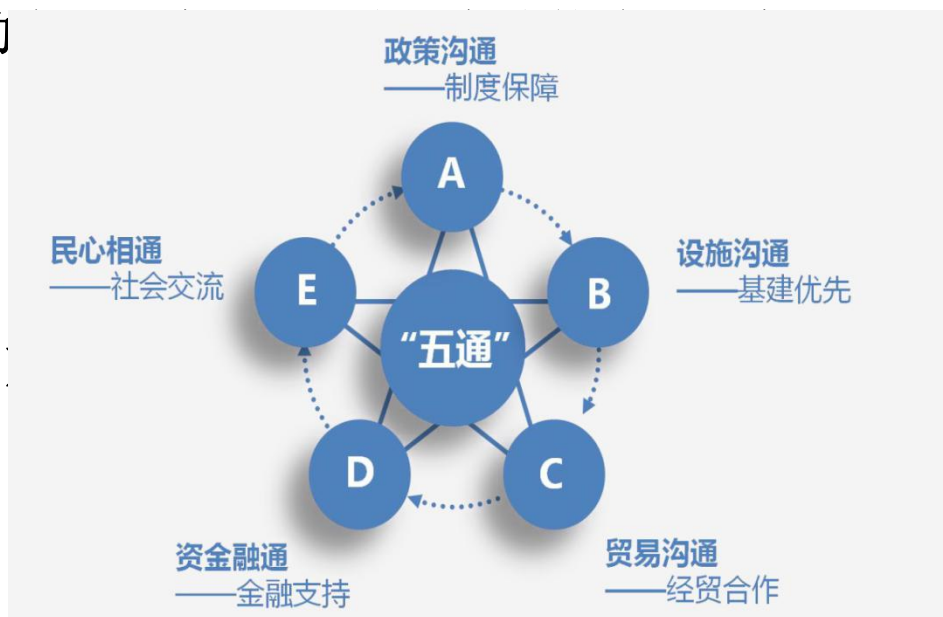 政策沟通
——制度保障
A
民心相通
——社会交流
E
设施沟通
——基建优先
B
“五通”
D
C
资金融通
——金融支持
贸易沟通
——经贸合作